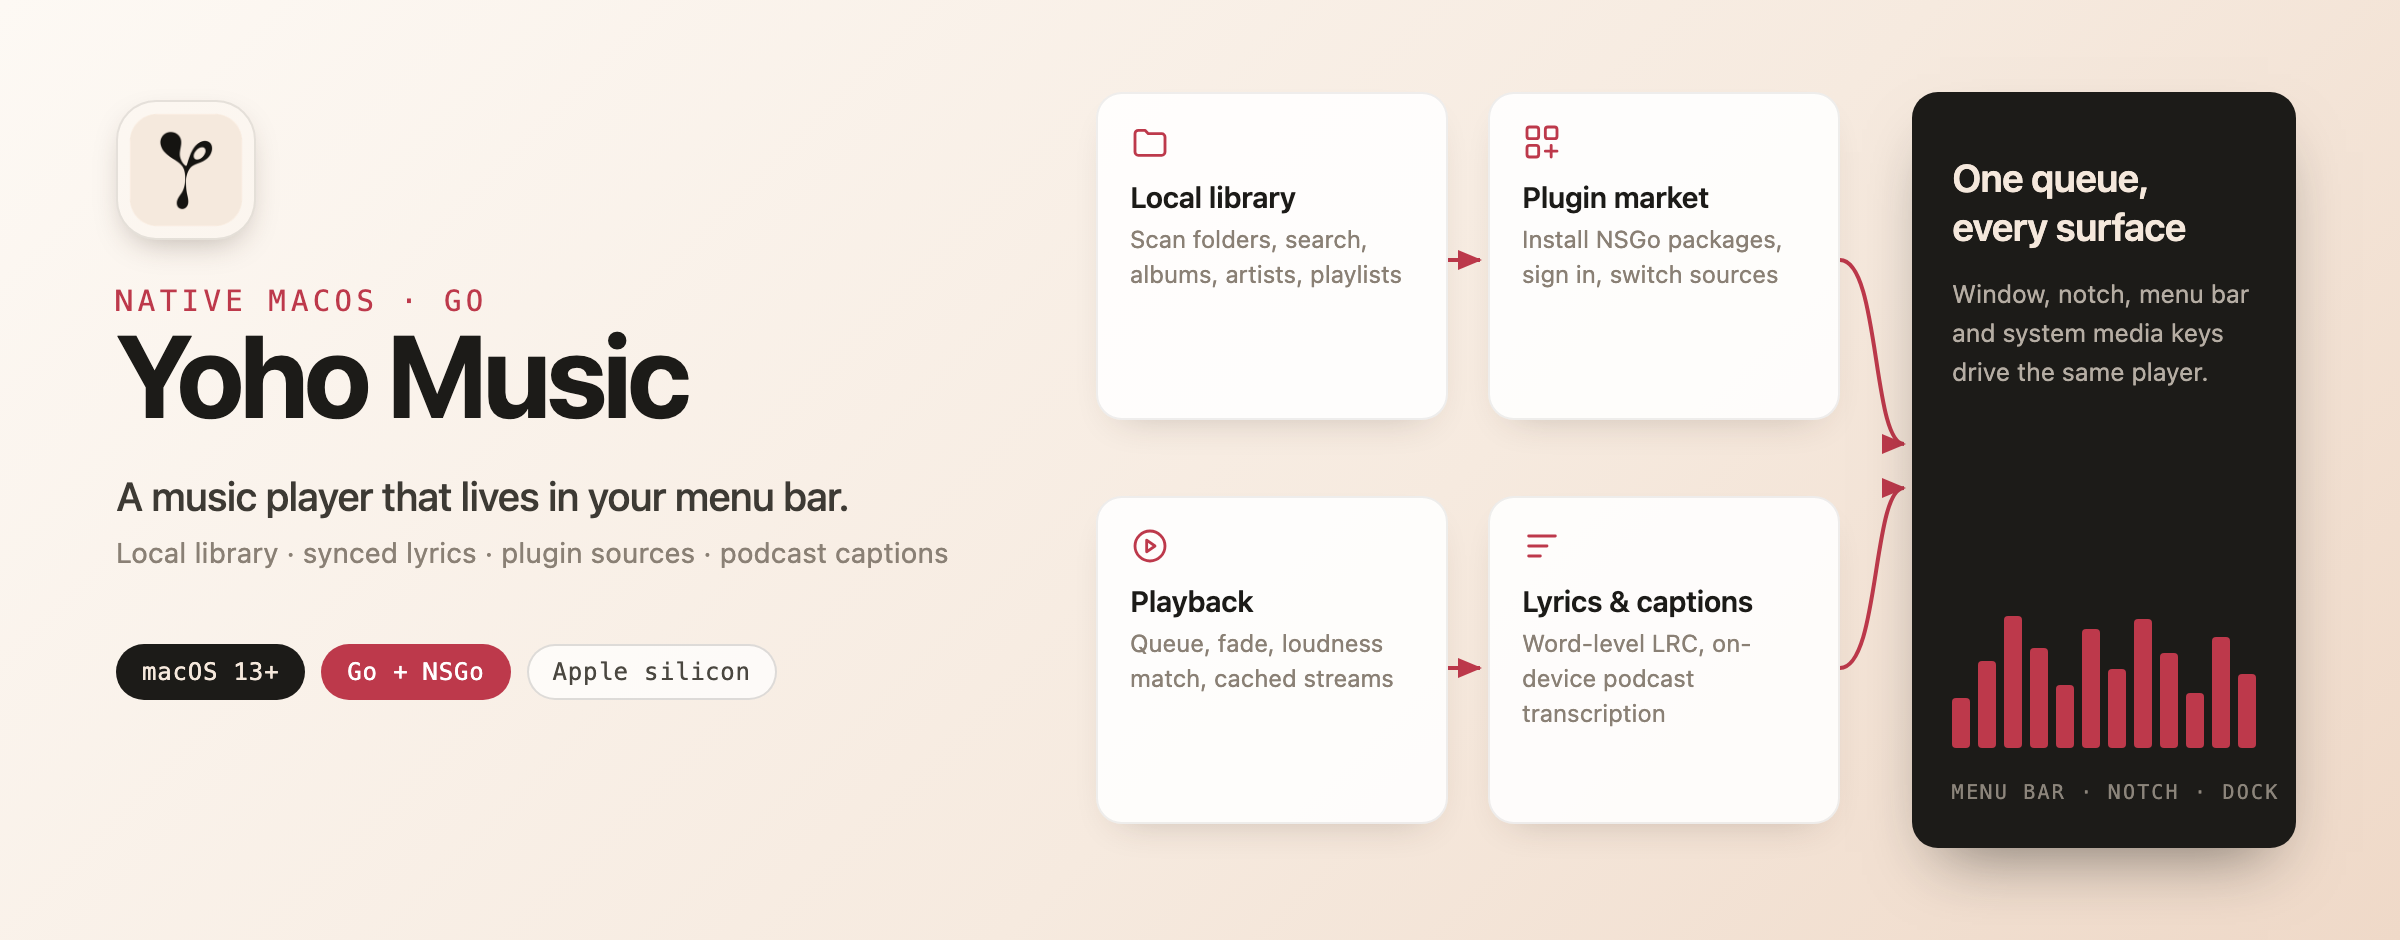 NATIVE MACOS · GO
Yoho Music
A music player that lives in your menu bar.
Local library · synced lyrics · plugin sources · podcast captions
macOS 13+
Go + NSGo
Apple silicon
Local library
Scan folders, search,
albums, artists, playlists
Plugin market
Install NSGo packages,
sign in, switch sources
Playback
Queue, fade, loudness
match, cached streams
Lyrics & captions
Word-level LRC, on-
device podcast
transcription
One queue,
every surface
Window, notch, menu bar
and system media keys
drive the same player.
MENU BAR · NOTCH · DOCK